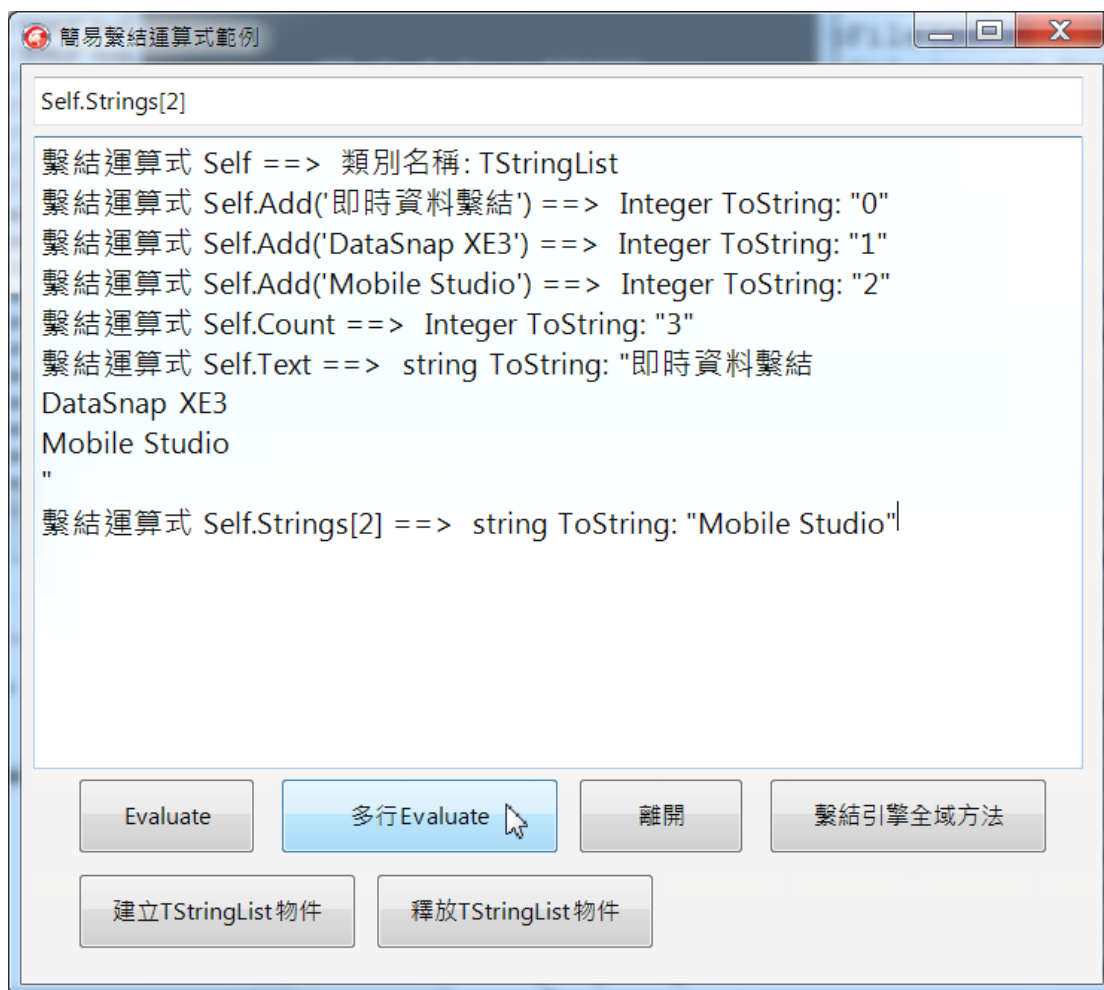 簡易繫結運算式範例
Self.Strings[2]
繫結運算式 Self ==>  類別名稱: TStringList
繫結運算式 Self.Add('即時資料繫結') ==>  Integer ToString: "0"
繫結運算式 Self.Add('DataSnap XE3') ==>  Integer ToString: "1"
繫結運算式 Self.Add('Mobile Studio') ==>  Integer ToString: "2"
繫結運算式 Self.Count ==>  Integer ToString: "3"
繫結運算式 Self.Text ==>  string ToString: "即時資料繫結
DataSnap XE3
Mobile Studio
"
繫結運算式 Self.Strings[2] ==>  string ToString: "Mobile Studio"
Evaluate
多行Evaluate
離開
繫結引擎全域方法
建立TStringList物件
釋放TStringList物件